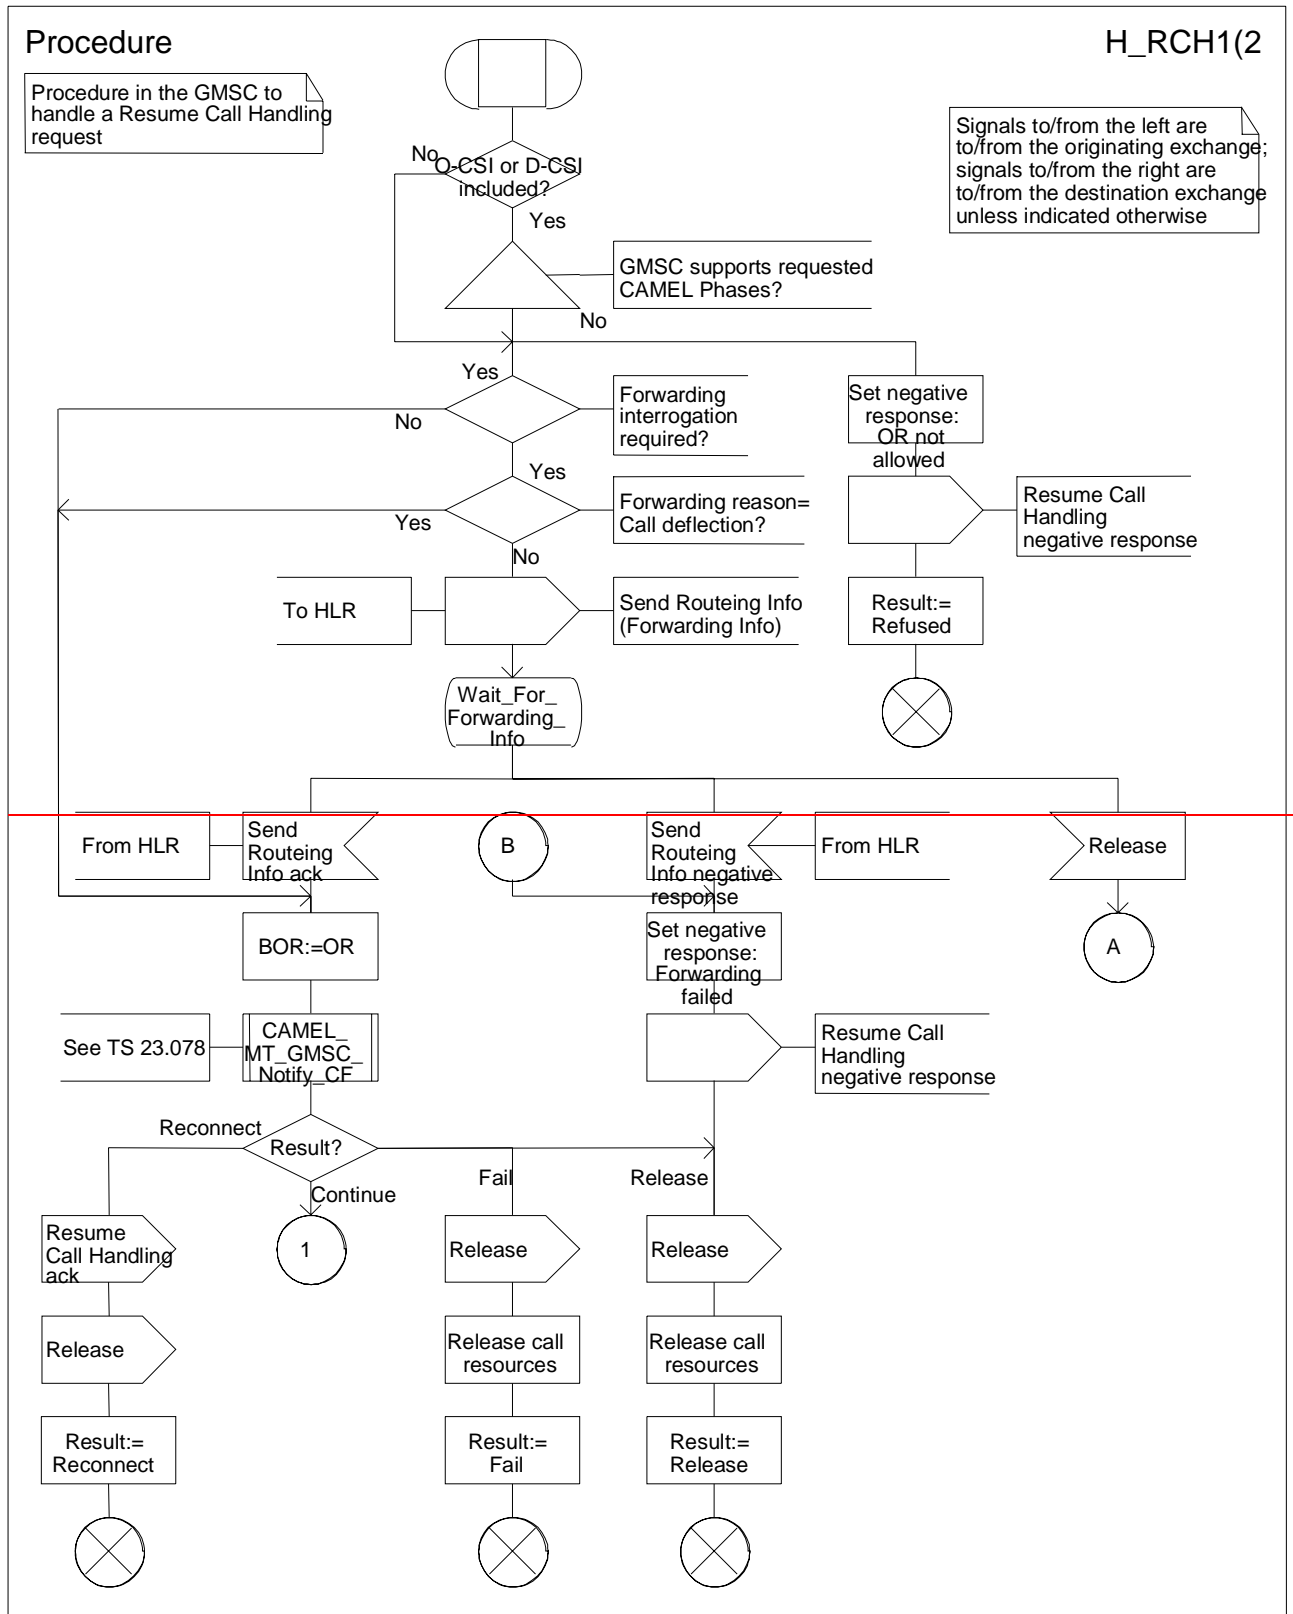 Procedure
H_RCH1(2
Procedure in the GMSC to
handle a Resume Call Handling
request
Signals to/from the left are
to/from the originating exchange;
signals to/from the right are
to/from the destination exchange
unless indicated otherwise
No
O-CSI or D-CSI
included?
Yes
GMSC supports requested
CAMEL Phases?
No
Yes
Forwarding
interrogation
required?
No
Set negative
response:
OR not
allowed
Yes
Forwarding reason=
Call deflection?
Yes
No
Resume Call
Handling
negative response
To HLR
Send Routeing Info
(Forwarding Info)
Result:=
Refused
Wait_For_
Forwarding_
Info
From HLR
Send
Routeing
Info ack
B
Send
Routeing
Info negative
response
From HLR
Release
BOR:=OR
Set negative
response:
Forwarding
failed
A
See TS 23.078
CAMEL_
MT_GMSC_
Notify_CF
Resume Call
Handling
negative response
Reconnect
Result?
Continue
Fail
Release
Resume
Call Handling
ack
1
Release
Release
Release
Release call
resources
Release call
resources
Result:=
Reconnect
Result:=
Fail
Result:=
Release